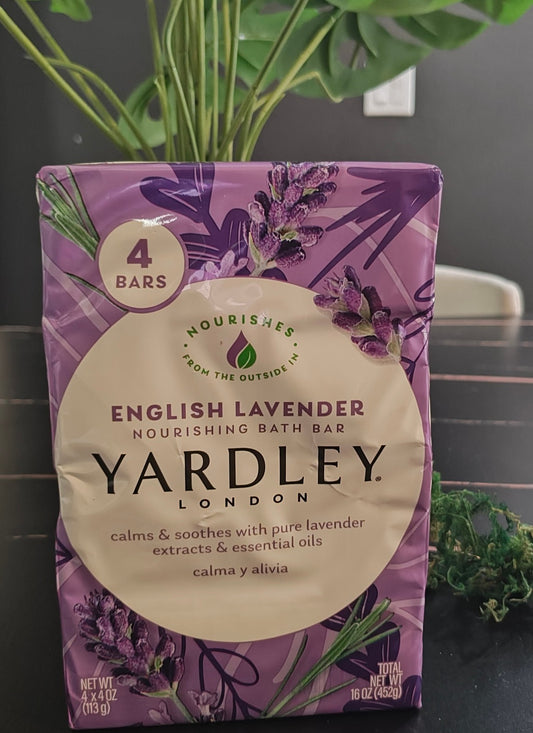 4
BARS
• NOURISHES •
FROM THE OUTSIDE IN
ENGLISH LAVENDER
NOURISHING BATH BAR
YARDLEY®
LONDON
calms & soothes with pure lavender
extracts & essential oils
calma y alivia
NET WT
4 x 4 OZ
(113 g)
TOTAL
NET WT
16 OZ (452g)